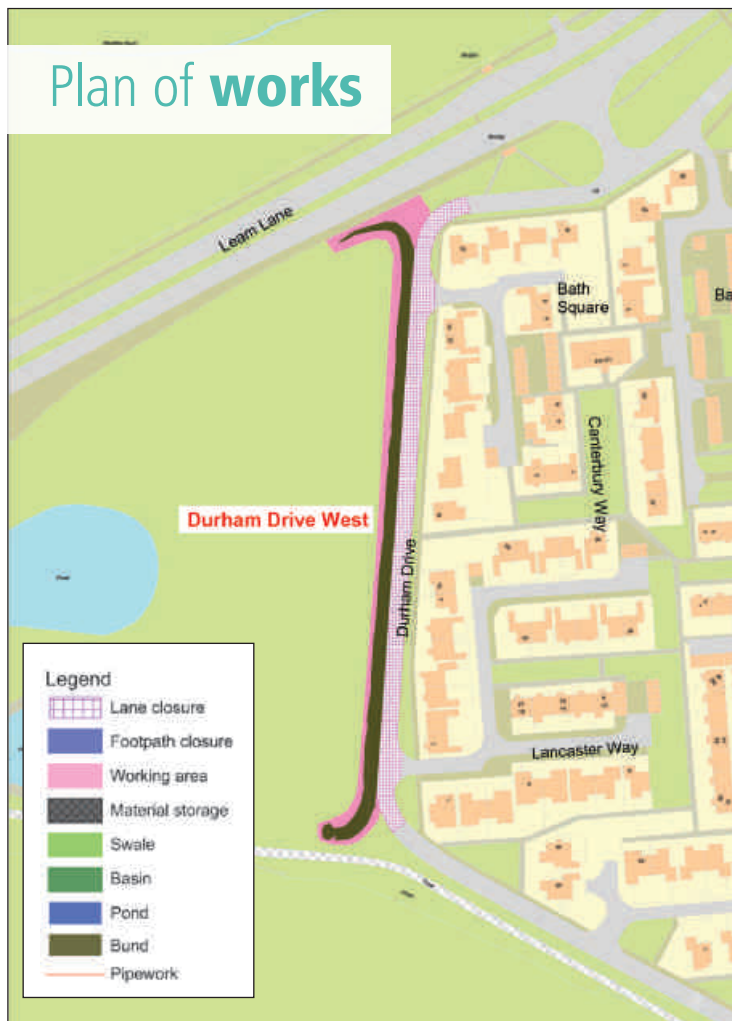 Plan of works
Leam Lane
Bath
Square
Ba
Canterbury Way
Durham Drive West
Durham Drive
Lancaster Way
Legend
Lane closure
Footpath closure
Working area
Material storage
Swale
Basin
Pond
Bund
Pipework